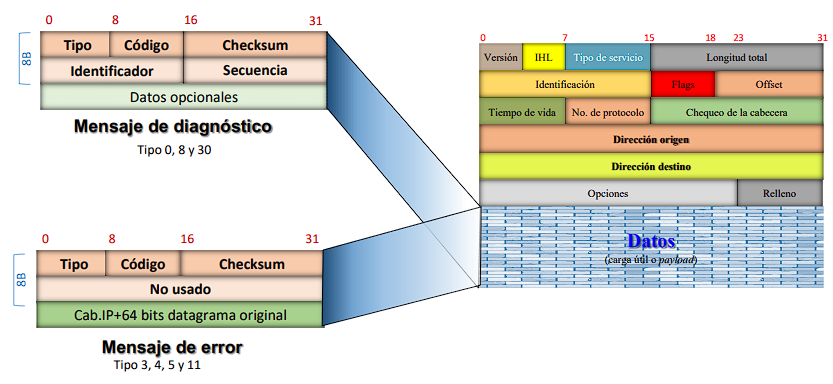 0 8 16 31
8B
Tipo Código Checksum
Identificador Secuencia
Datos opcionales
Mensaje de diagnóstico
Tipo 0, 8 y 30
0 8 16 31
8B
Tipo Código Checksum
No usado
Cab.IP+64 bits datagrama original
Mensaje de error
Tipo 3, 4, 5 y 11
0 7 15 18 23 31
Versión IHL Tipo de servicio Longitud total
Identificación Flags Offset
Tiempo de vida No. de protocolo Chequeo de la cabecera
Dirección origen
Dirección destino
Opciones Relleno
Datos
(carga útil o payload)